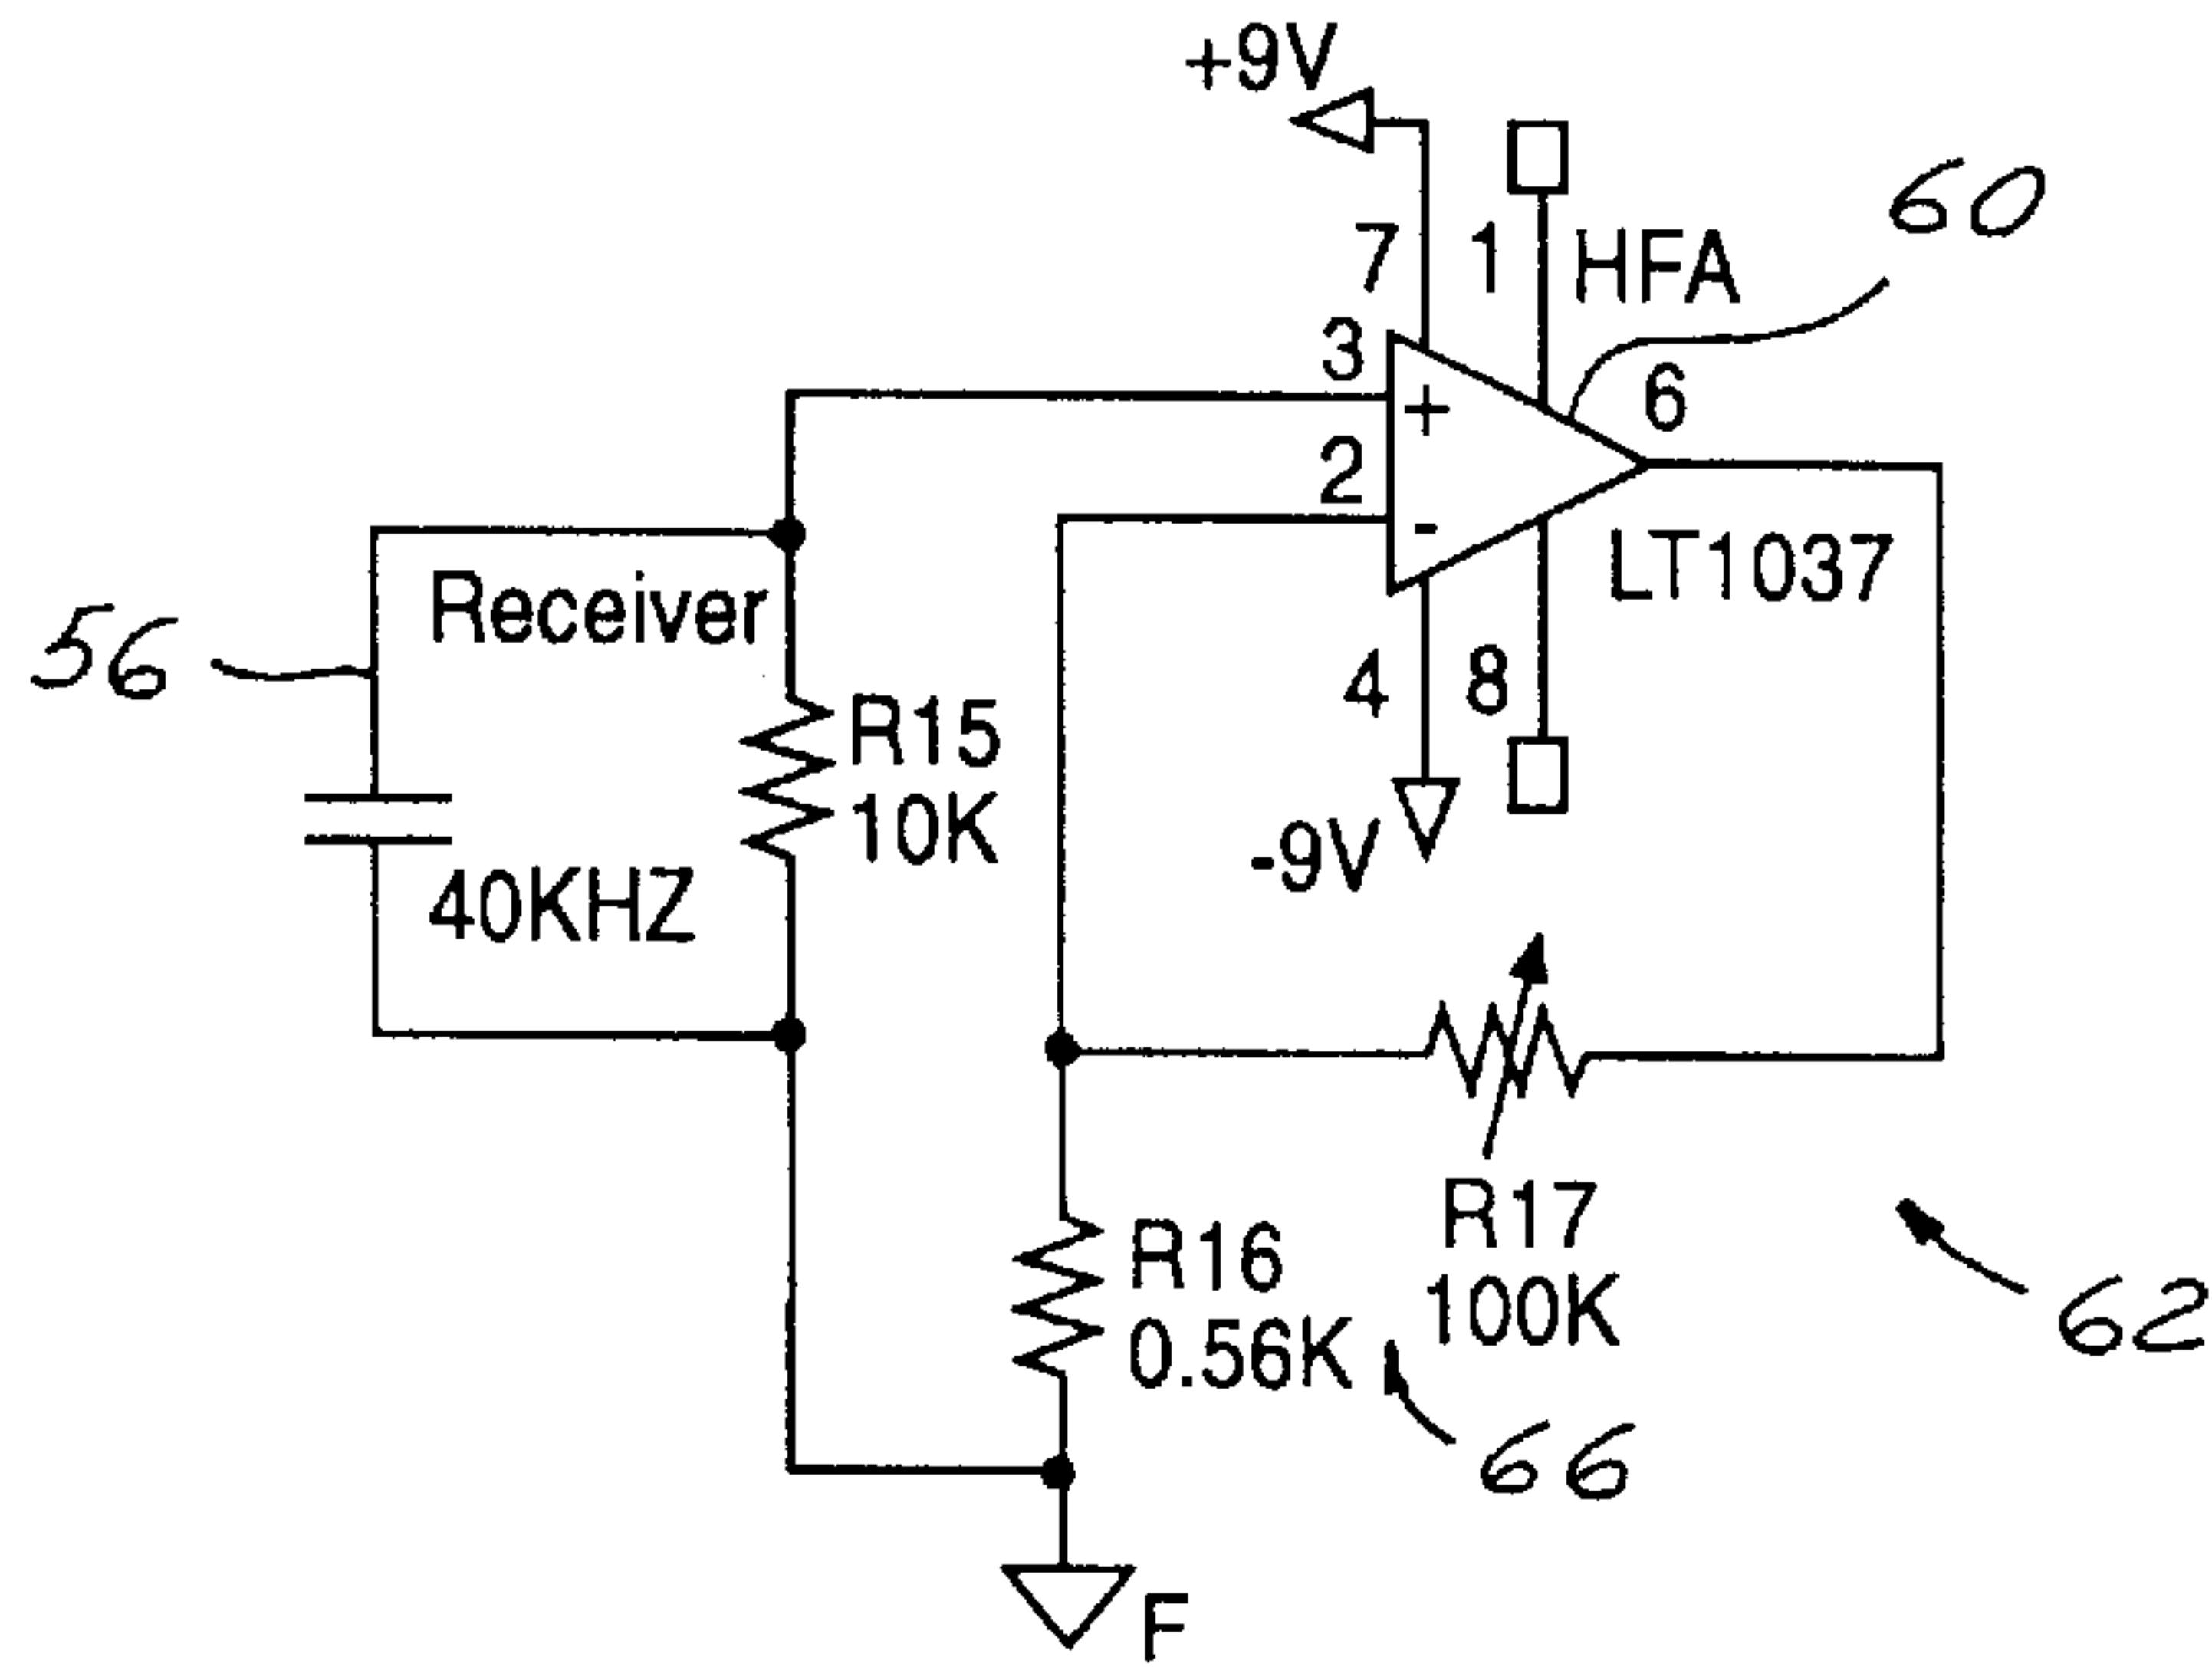 +9V
7
1
HFA
60
3
6
2
Receiver
LT1037
56
4
8
R15
10K
-9V
40KHZ
R17
100K
R16
0.56K
62
66
F